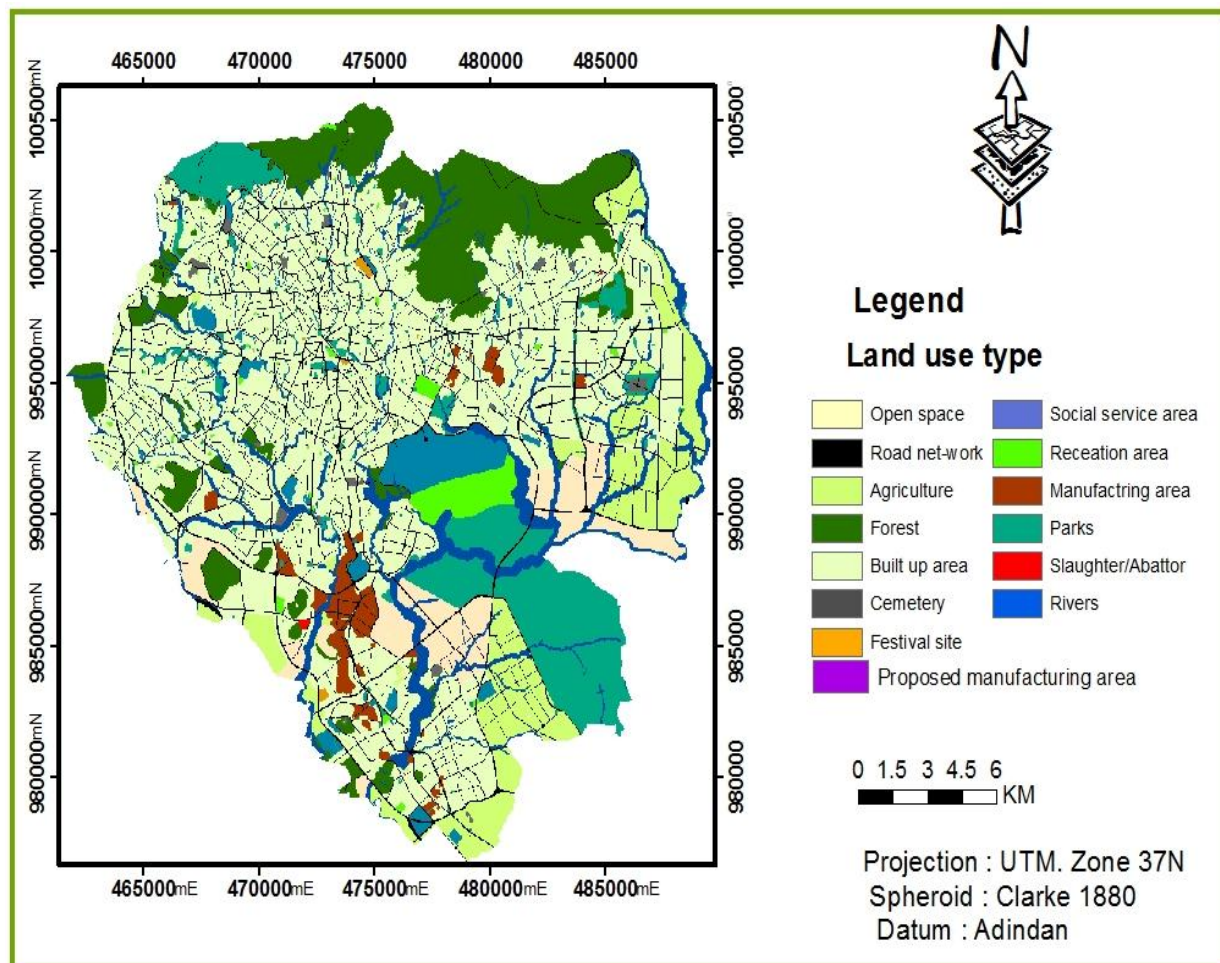 465000 470000 475000 480000 485000
N
100500mN
100500
100000mN
100000
995000mN
995000
990000mN
990000
985000mN
985000
980000mN
980000
465000mE 470000mE 475000mE 480000mE 485000mE
Legend
Land use type
Open space
Road net-work
Agriculture
Forest
Built up area
Cemetery
Festival site
Proposed manufacturing area
Social service area
Receation area
Manufactring area
Parks
Slaughter/Abattor
Rivers
0 1.5 3 4.5 6
KM
Projection : UTM. Zone 37N
Spheroid : Clarke 1880
Datum : Adindan